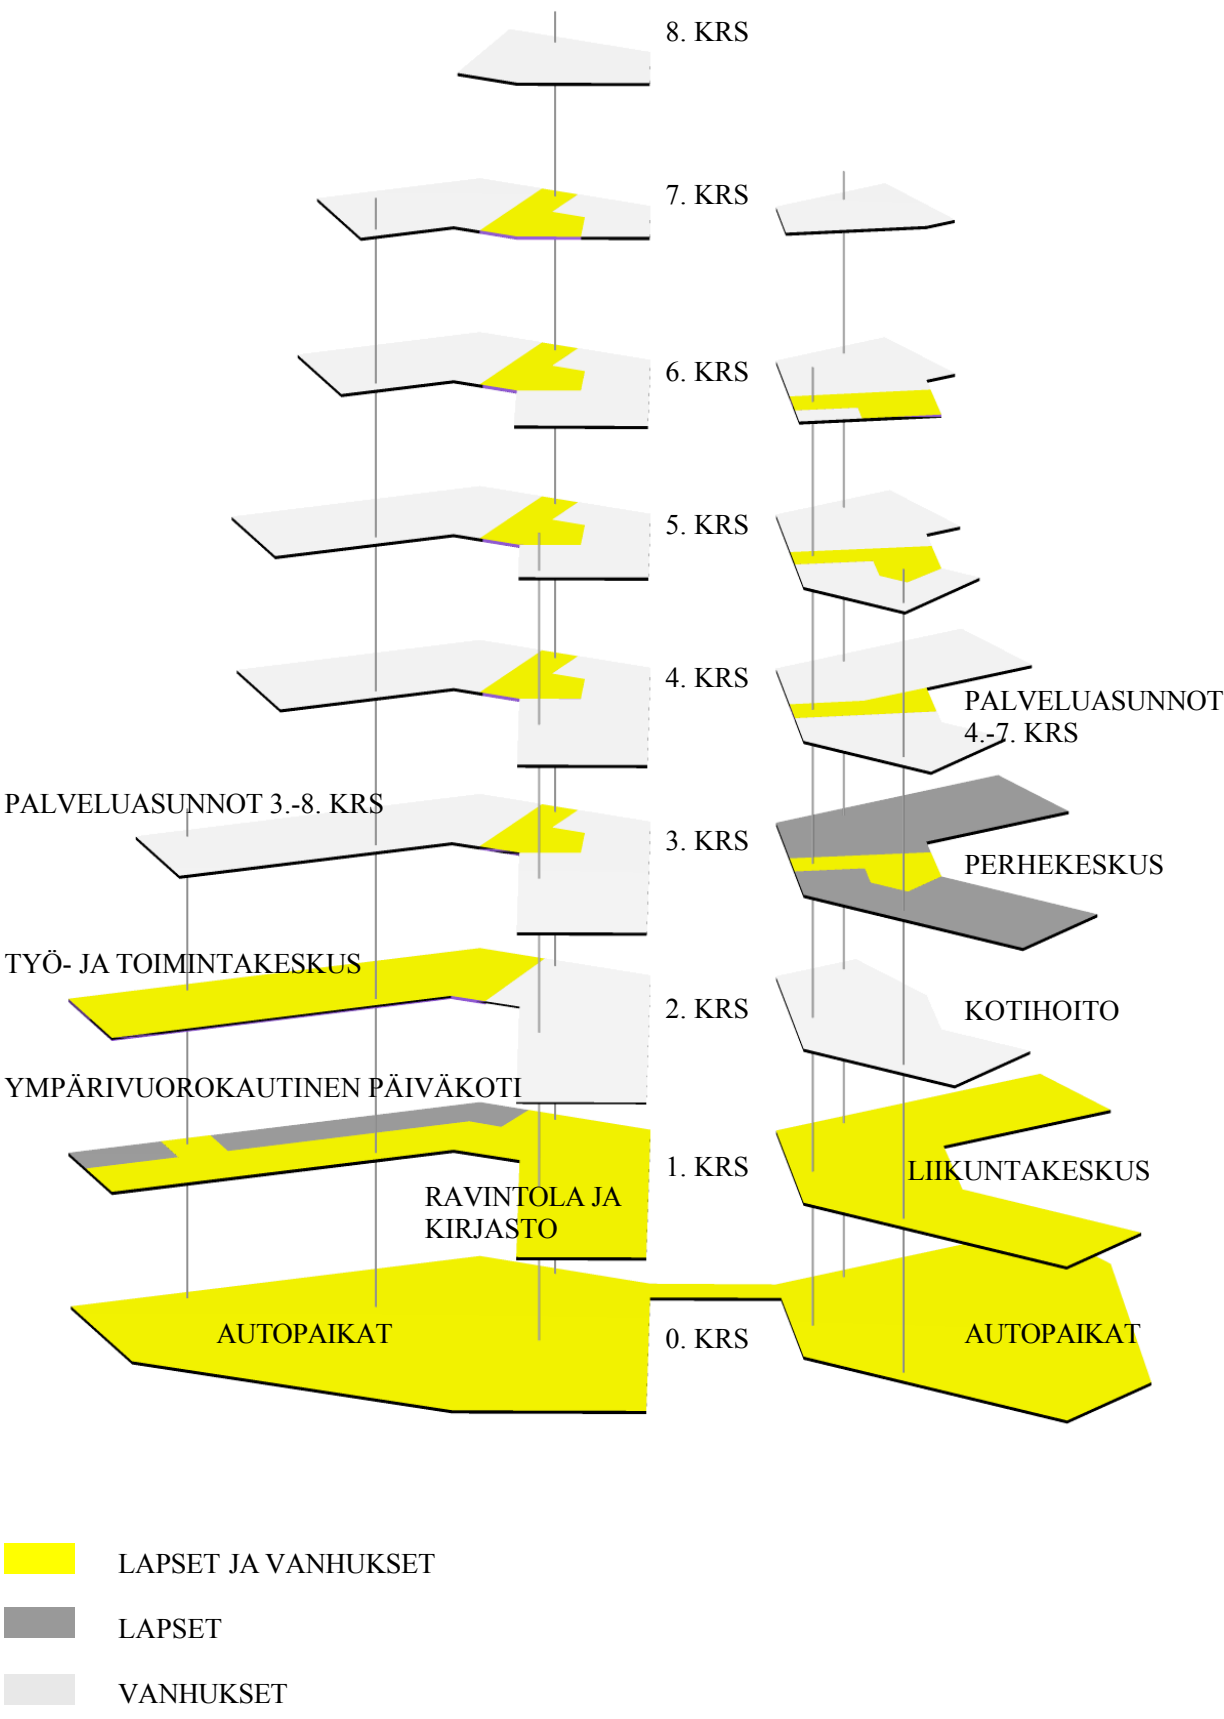 8. KRS
7. KRS
6. KRS
5. KRS
4. KRS
PALVELUASUNNOT
4.-7. KRS
PALVELUASUNNOT 3.-8. KRS
3. KRS
PERHEKESKUS
TYÖ- JA TOIMINTAKESKUS
2. KRS
KOTIHOITO
YMPÄRIVUOROKAUTINEN PÄIVÄKOTI
1. KRS
LIIKUNTAKESKUS
RAVINTOLA JA
KIRJASTO
AUTOPAIKAT
0. KRS
AUTOPAIKAT
LAPSET JA VANHUKSET
LAPSET
VANHUKSET